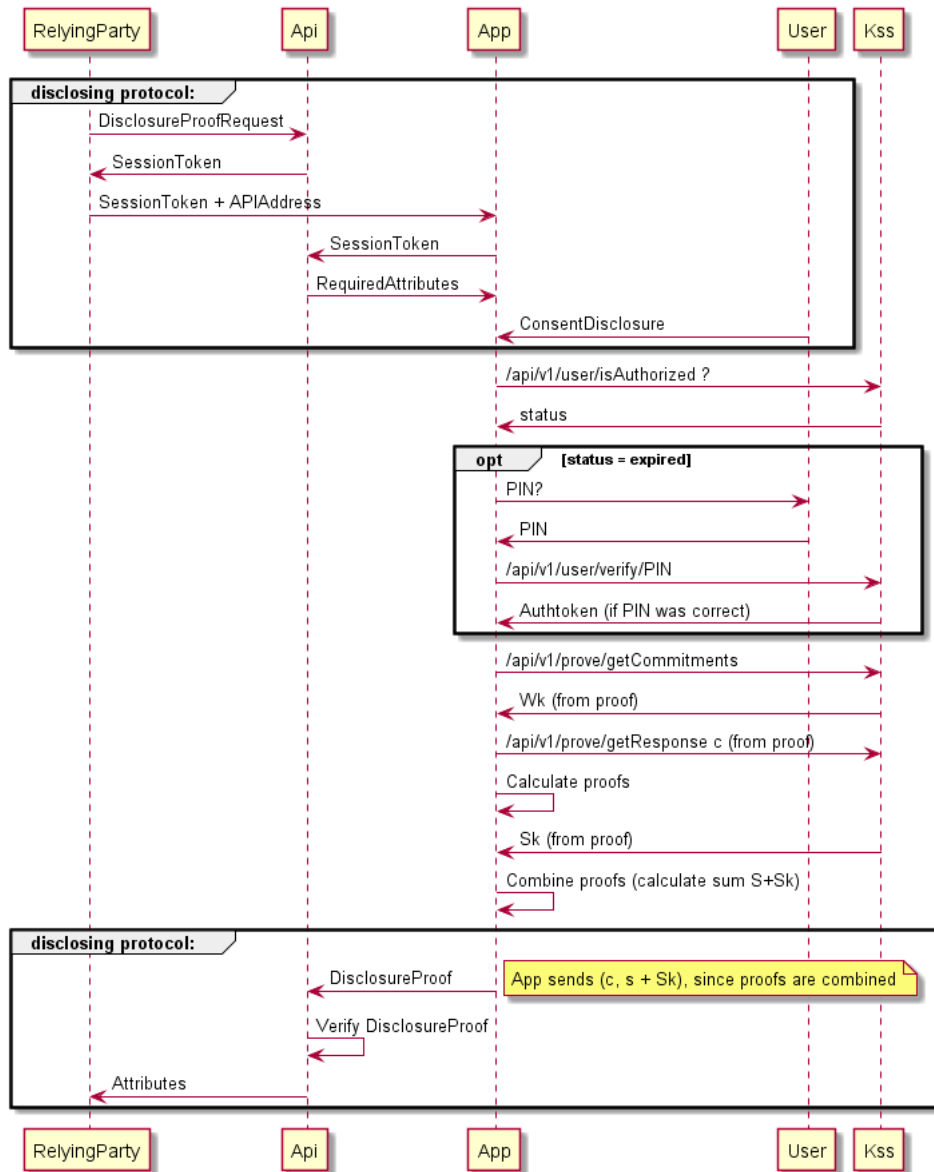 RelyingParty Api App User Kss
disclosing protocol:
DisclosureProofRequest
SessionToken
SessionToken + APIAddress
SessionToken
RequiredAttributes
ConsentDisclosure
/api/v1/user/isAuthorized ?
status
opt [status = expired]
PIN?
PIN
/api/v1/user/verify/PIN
Authtoken (if PIN was correct)
/api/v1/prove/getCommitments
Wk (from proof)
/api/v1/prove/getResponse c (from proof)
Calculate proofs
Sk (from proof)
Combine proofs (calculate sum S+Sk)
disclosing protocol:
DisclosureProof App sends (c, s + Sk), since proofs are combined
Verify DisclosureProof
Attributes
RelyingParty Api App User Kss